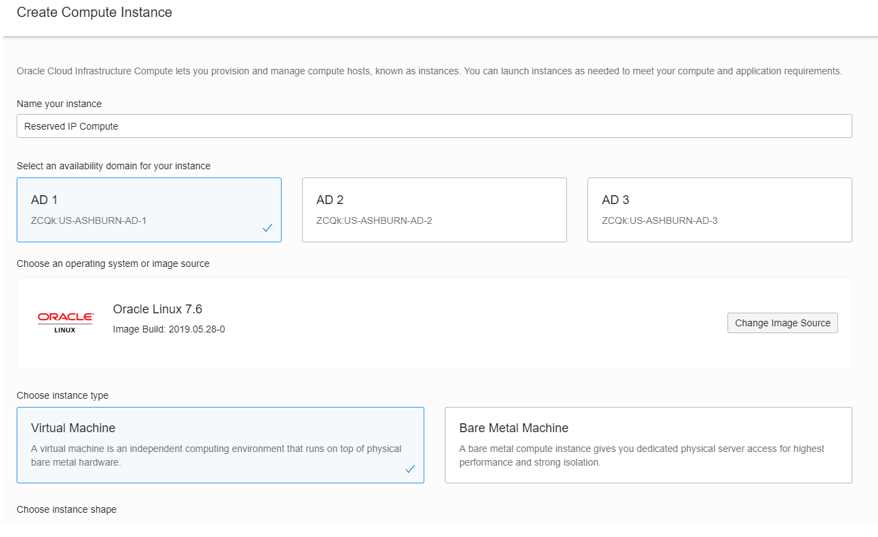 Create Compute Instance
Oracle Cloud Infrastructure Compute lets you provision and manage compute hosts, known as instances. You can launch instances as needed to meet your compute and application requirements.
Name your instance
Reserved IP Compute
Select an availability domain for your instance
AD 1
ZCQk:US-ASHBURN-AD-1
AD 2
ZCQk:US-ASHBURN-AD-2
AD 3
ZCQk:US-ASHBURN-AD-3
Choose an operating system or image source
ORACLE
LINUX
Oracle Linux 7.6
Image Build: 2019.05.28-0
Change Image Source
Choose instance type
Virtual Machine
A virtual machine is an independent computing environment that runs on top of physical
bare metal hardware.
Bare Metal Machine
A bare metal compute instance gives you dedicated physical server access for highest
performance and strong isolation.
Choose instance shape